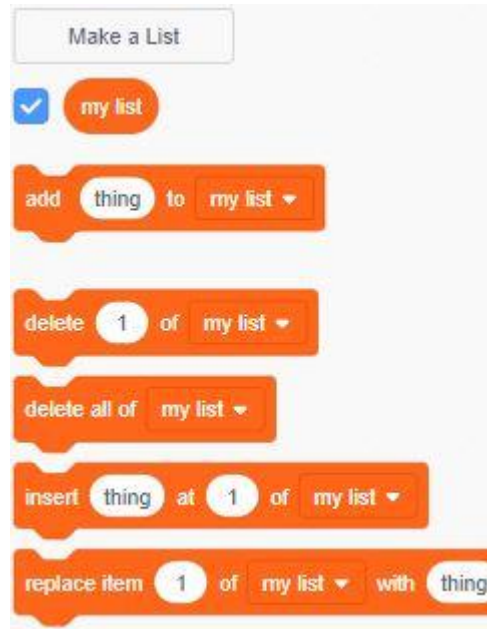 Make a List
my list
add thing to my list
delete 1 of my list
delete all of my list
insert thing at 1 of my list
replace item 1 of my list with thing